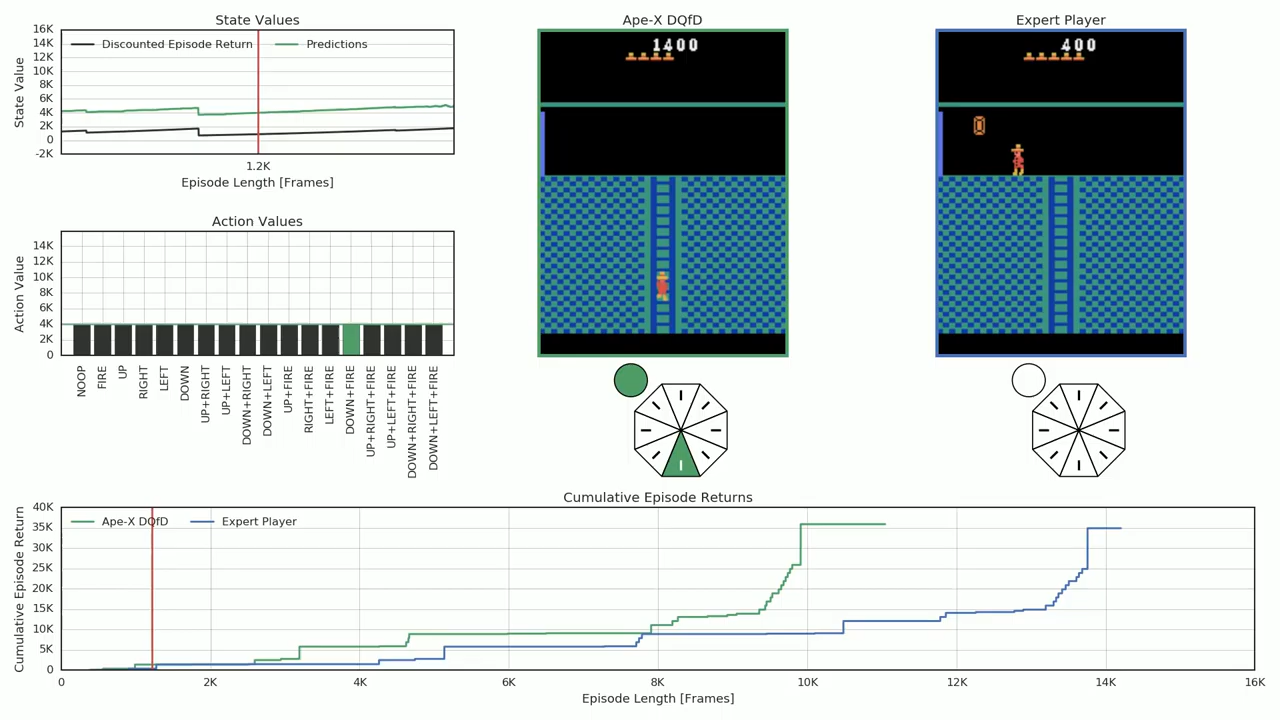 State Values
16K
14K
12K
10K
8K
6K
4K
2K
0
-2K
State Value
Discounted Episode Return
Predictions
1.2K
Episode Length [Frames]
Action Values
14K
12K
10K
8K
6K
4K
2K
0
Action Value
NOOP
FIRE
UP
RIGHT
LEFT
DOWN
UP+RIGHT
UP+LEFT
DOWN+RIGHT
DOWN+LEFT
UP+FIRE
RIGHT+FIRE
LEFT+FIRE
DOWN+FIRE
UP+RIGHT+FIRE
UP+LEFT+FIRE
DOWN+RIGHT+FIRE
DOWN+LEFT+FIRE
Ape-X DQfD
1400
Expert Player
400
Cumulative Episode Returns
40K
35K
30K
25K
20K
15K
10K
5K
0
Cumulative Episode Return
Ape-X DQfD
Expert Player
0 2K 4K 6K 8K 10K 12K 14K 16K
Episode Length [Frames]